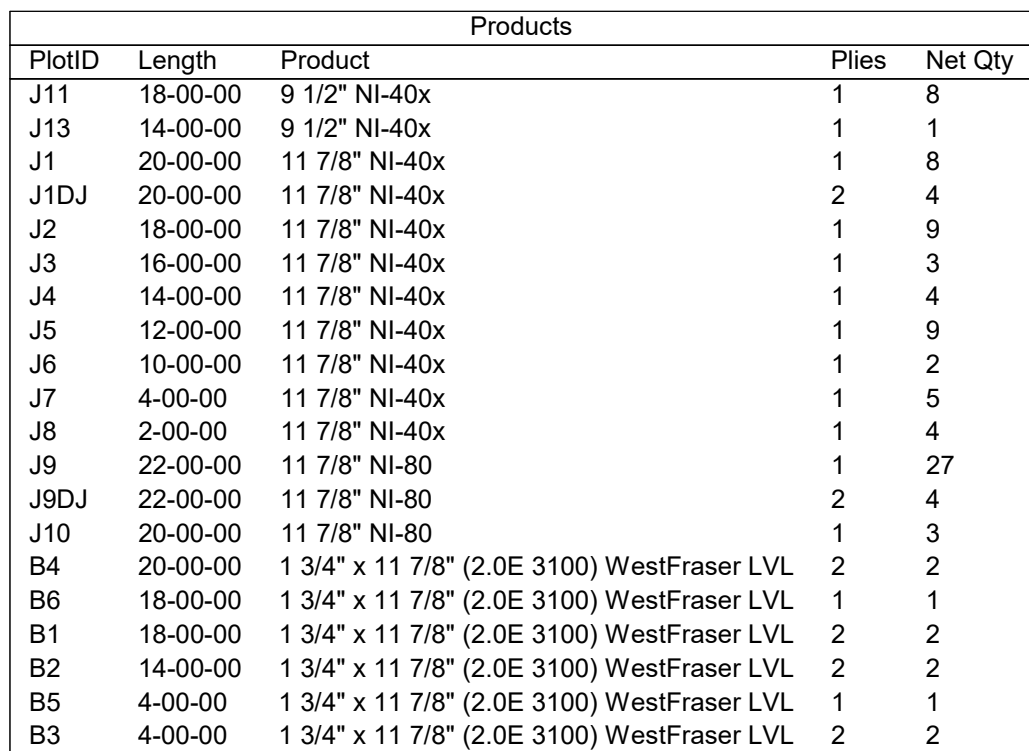 Products
PlotID Length Product Plies Net Qty
J11 18-00-00 9 1/2" NI-40x 1 8
J13 14-00-00 9 1/2" NI-40x 1 1
J1 20-00-00 11 7/8" NI-40x 1 8
J1DJ 20-00-00 11 7/8" NI-40x 2 4
J2 18-00-00 11 7/8" NI-40x 1 9
J3 16-00-00 11 7/8" NI-40x 1 3
J4 14-00-00 11 7/8" NI-40x 1 4
J5 12-00-00 11 7/8" NI-40x 1 9
J6 10-00-00 11 7/8" NI-40x 1 2
J7 4-00-00 11 7/8" NI-40x 1 5
J8 2-00-00 11 7/8" NI-40x 1 4
J9 22-00-00 11 7/8" NI-80 1 27
J9DJ 22-00-00 11 7/8" NI-80 2 4
J10 20-00-00 11 7/8" NI-80 1 3
B4 20-00-00 1 3/4" x 11 7/8" (2.0E 3100) WestFraser LVL 2 2
B6 18-00-00 1 3/4" x 11 7/8" (2.0E 3100) WestFraser LVL 1 1
B1 18-00-00 1 3/4" x 11 7/8" (2.0E 3100) WestFraser LVL 2 2
B2 14-00-00 1 3/4" x 11 7/8" (2.0E 3100) WestFraser LVL 2 2
B5 4-00-00 1 3/4" x 11 7/8" (2.0E 3100) WestFraser LVL 1 1
B3 4-00-00 1 3/4" x 11 7/8" (2.0E 3100) WestFraser LVL 2 2